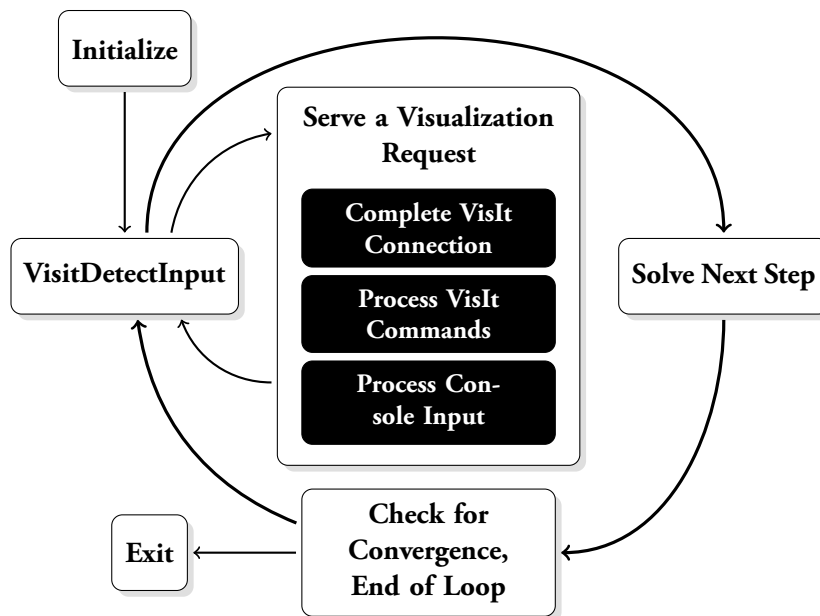 Initialize
Serve a Visualization
Request
Complete VisIt
Connection
VisitDetectInput
Solve Next Step
Process VisIt
Commands
Process Con-
sole Input
Check for
Convergence,
End of Loop
Exit